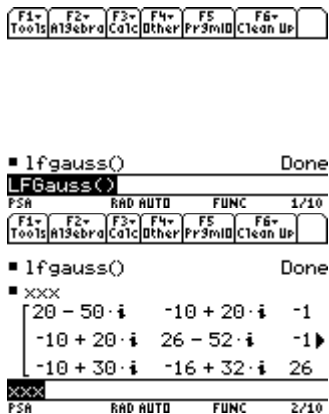 F1 F2 F3 F4 F5 F6
Tools Algebra Calc Other PrgmIO Clean Up
▪ lfgauss() Done
LFGauss()
PSA RAD AUTO FUNC 1/10
F1 F2 F3 F4 F5 F6
Tools Algebra Calc Other PrgmIO Clean Up
▪ lfgauss() Done
▪ xxx
[20 - 50·i -10 + 20·i -1
-10 + 20·i 26 - 52·i -1▶
-10 + 30·i -16 + 32·i 26
xxx
PSA RAD AUTO FUNC 2/10